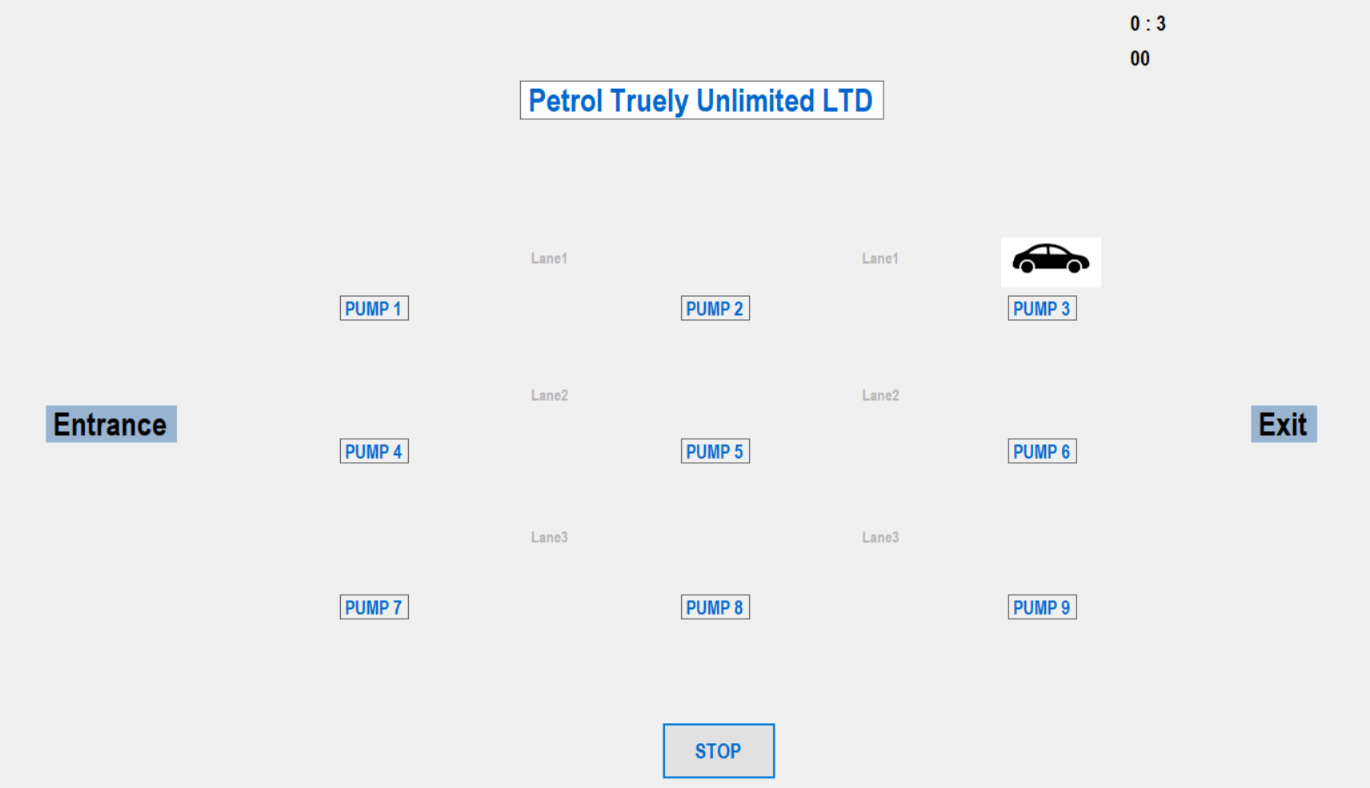 0 : 3
00
Petrol Truely Unlimited LTD
Lane1 Lane1
PUMP 1 PUMP 2 PUMP 3
Lane2 Lane2
Entrance Exit
PUMP 4 PUMP 5 PUMP 6
Lane3 Lane3
PUMP 7 PUMP 8 PUMP 9
STOP